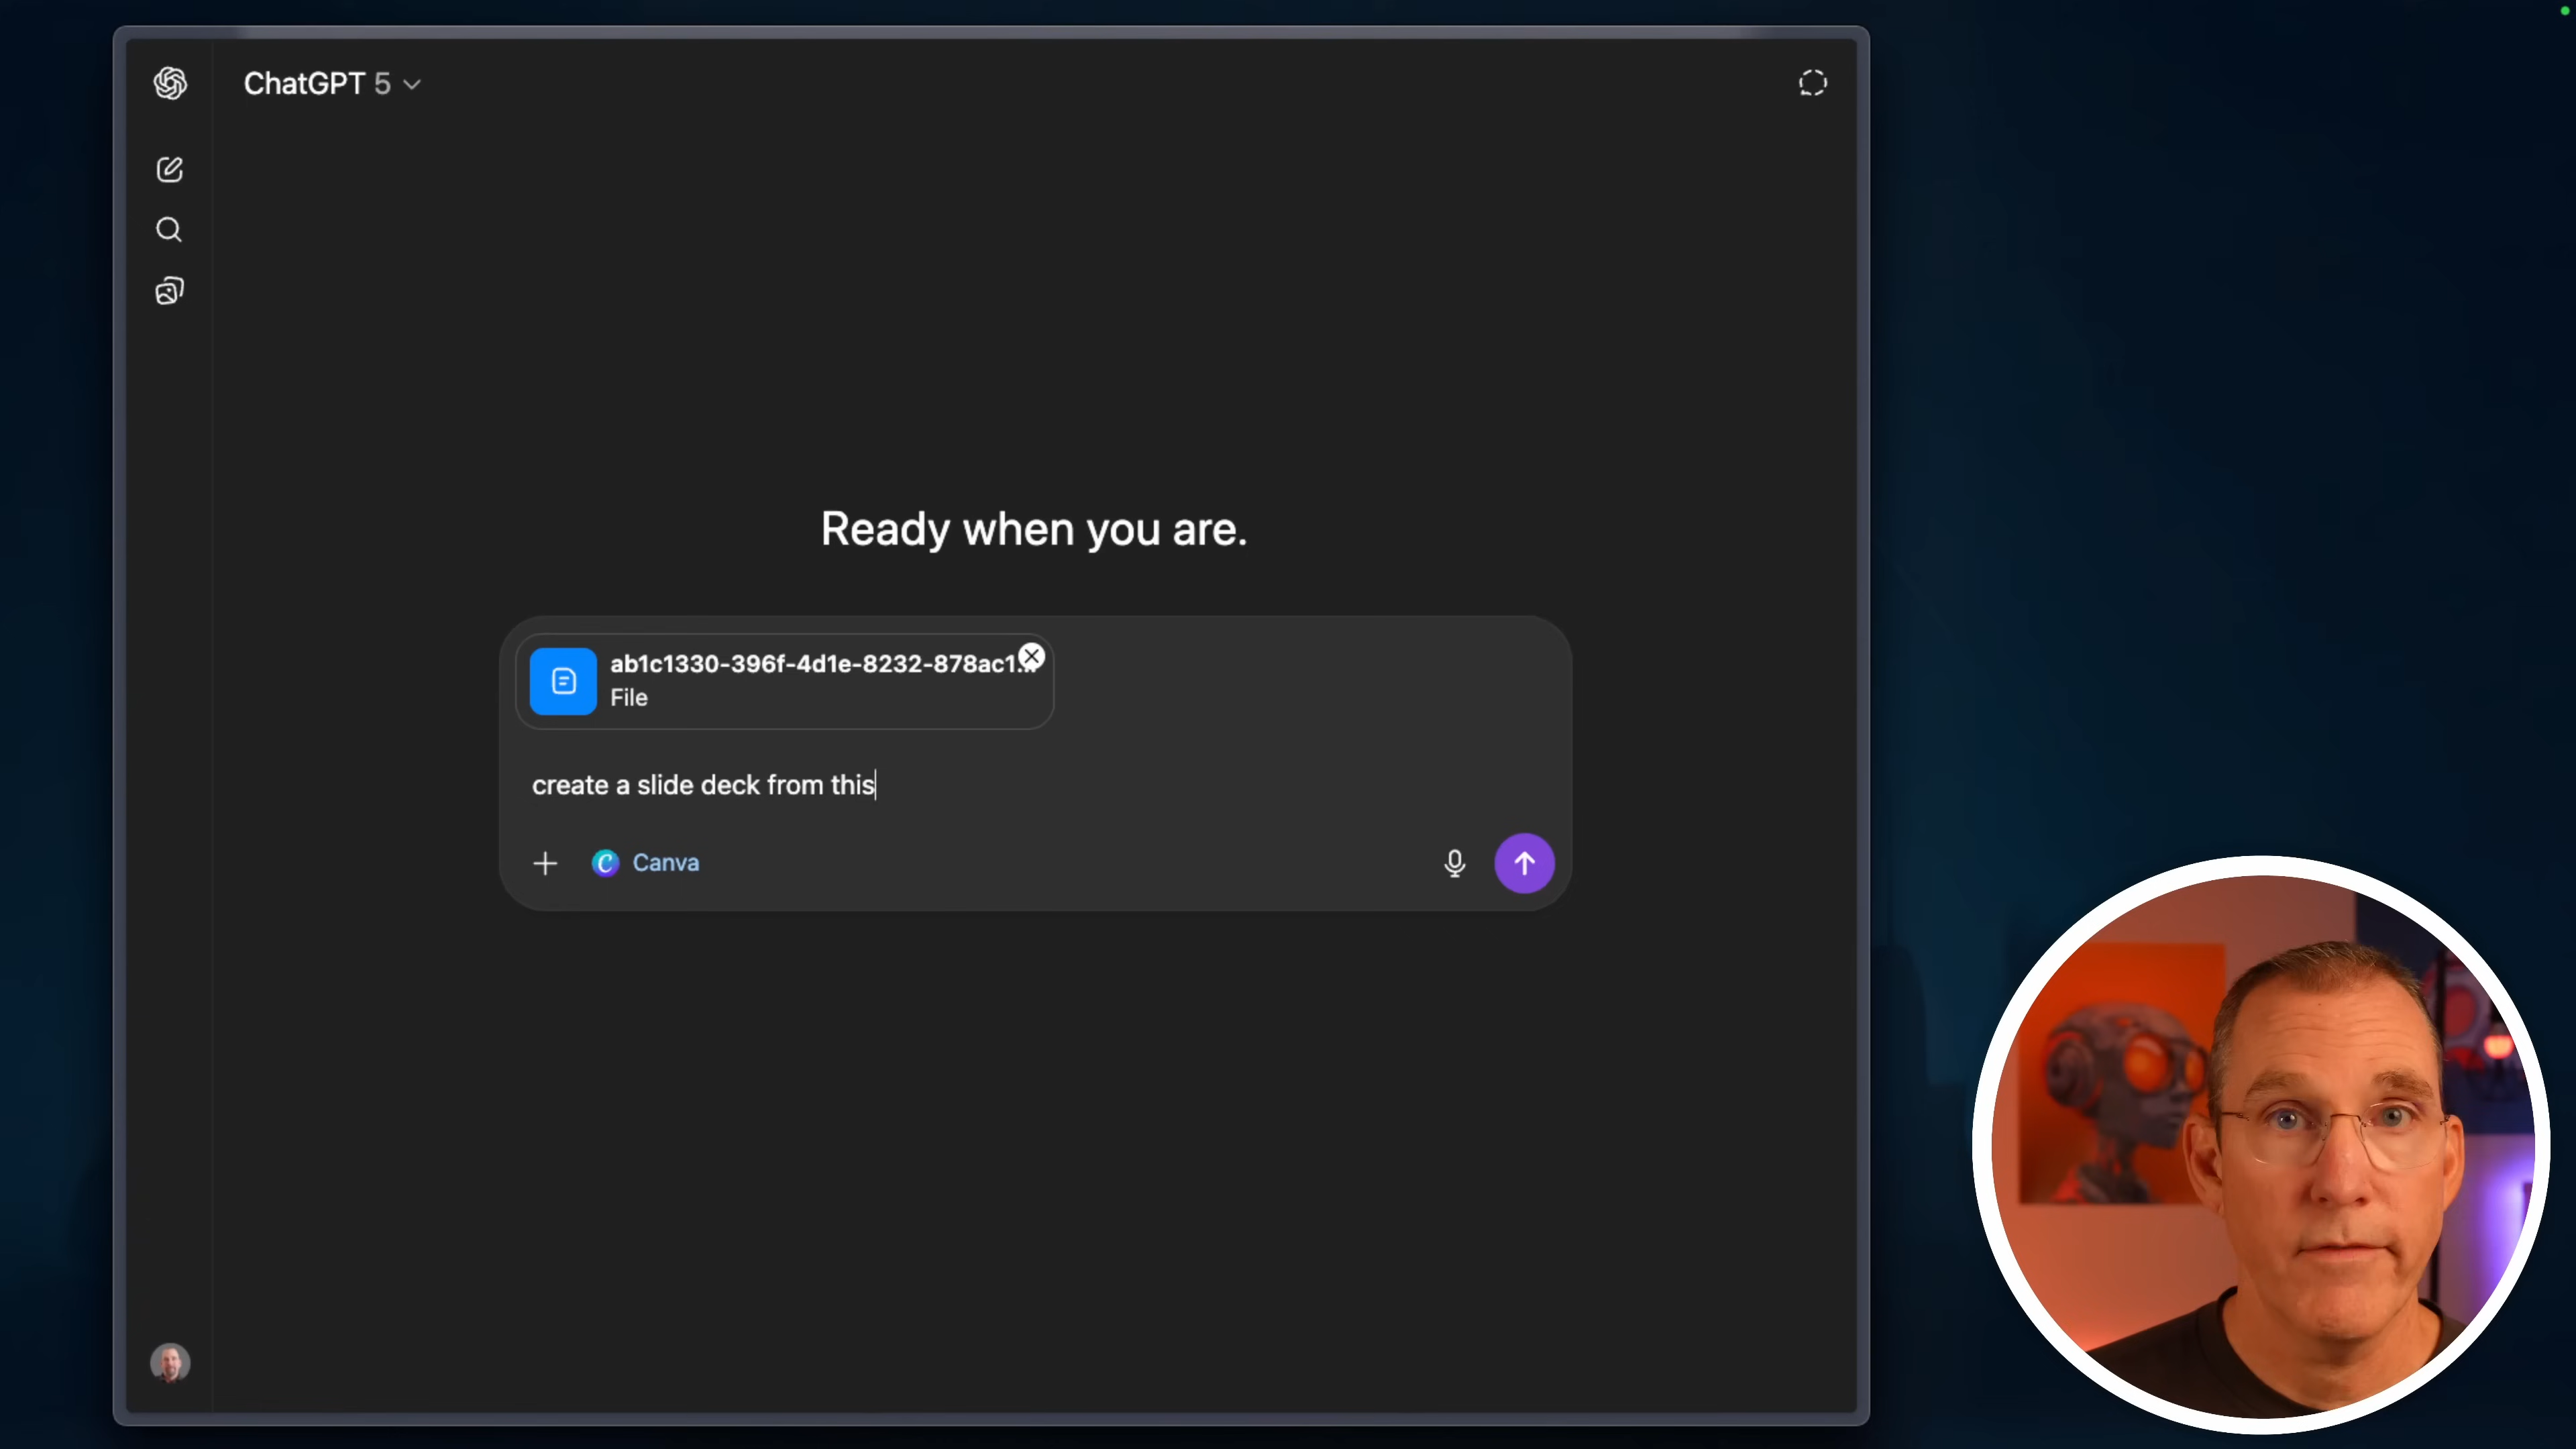 ChatGPT 5
Ready when you are.
ab1c1330-396f-4d1e-8232-878ac1...
File
create a slide deck from this
Canva